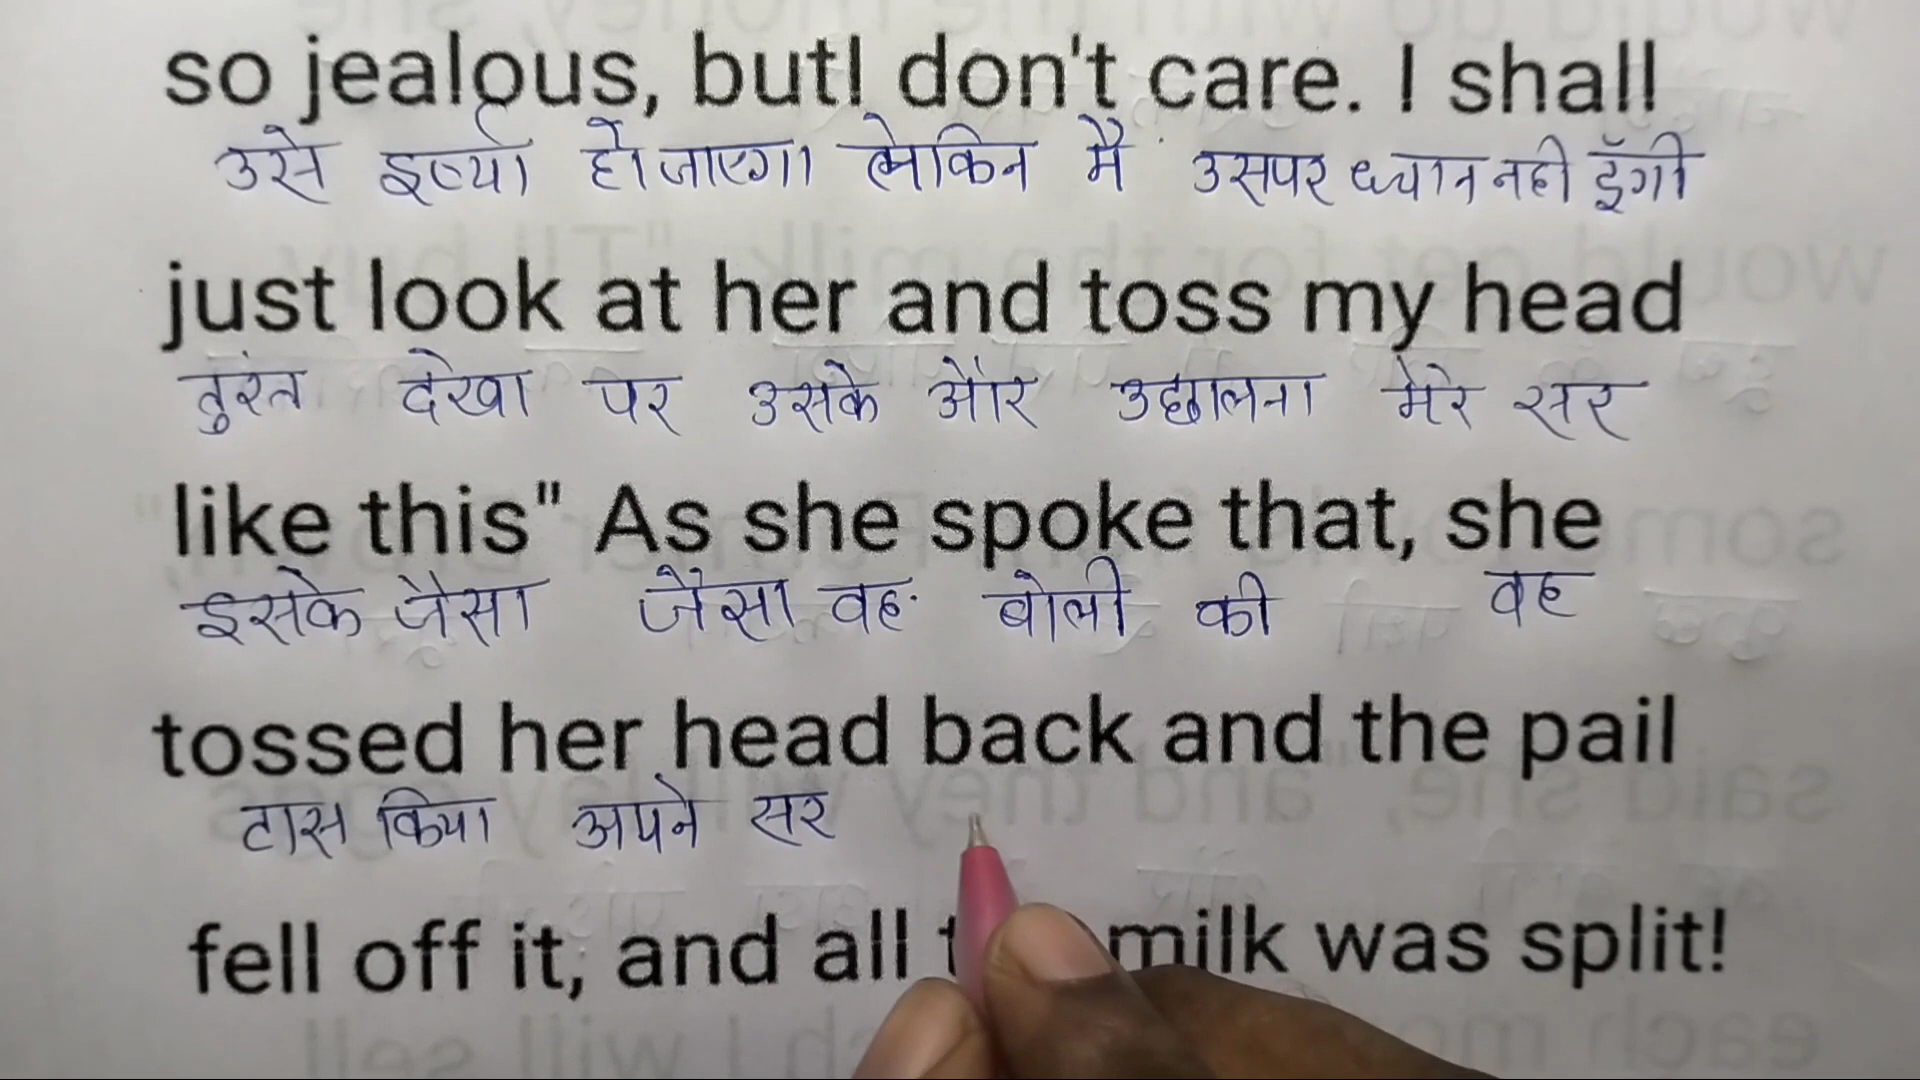 so jealous, butI don't care. I shall
उसे इर्ष्या हो जाएगा लेकिन मै उसपर ध्यान नही दुँगी
just look at her and toss my head
तुरंत देखा पर उसके और उछालना मेरे सर
like this" As she spoke that, she
इसके जैसा जैसा वह बोली की वह
tossed her head back and the pail
टास किया अपने सर
fell off it, and all milk was split!